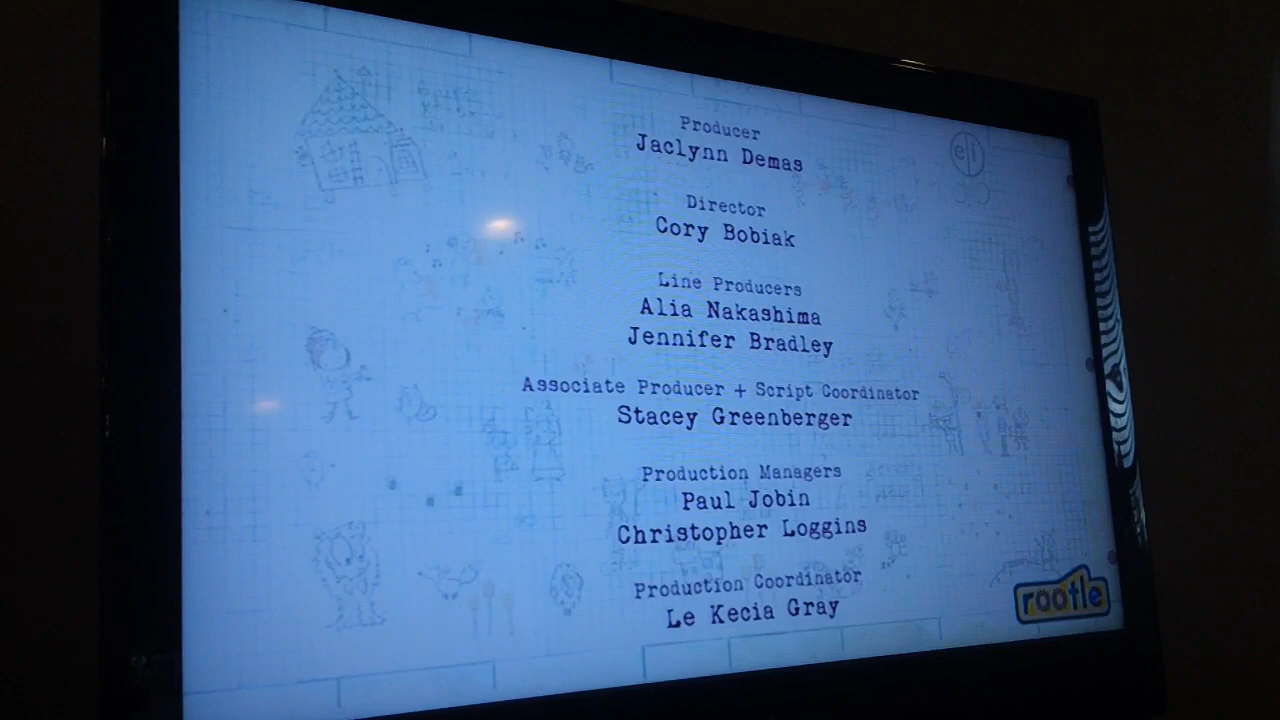 Producer
Jaclynn Demas
e i
Director
Cory Bobiak
Line Producers
Alia Nakashima
Jennifer Bradley
Associate Producer + Script Coordinator
Stacey Greenberger
Production Managers
Paul Jobin
Christopher Loggins
Production Coordinator
Le Kecia Gray
rootle